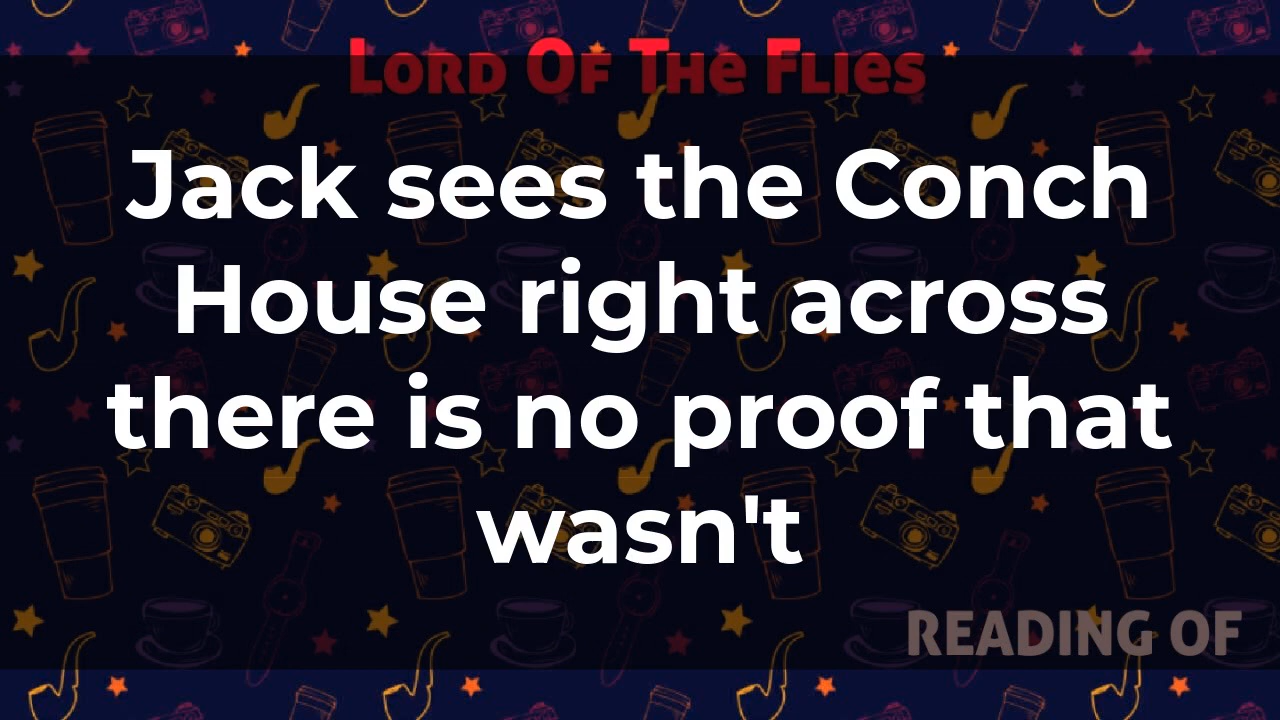 Lord Of The Flies
Jack sees the Conch
House right across
there is no proof that
wasn't
READING OF